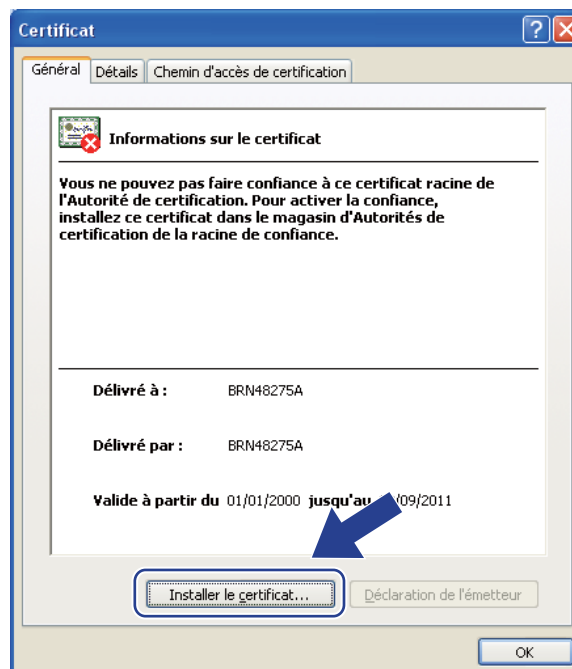 Certificat
Général Détails Chemin d'accès de certification
Informations sur le certificat
Vous ne pouvez pas faire confiance à ce certificat racine de
l'Autorité de certification. Pour activer la confiance,
installez ce certificat dans le magasin d'Autorités de
certification de la racine de confiance.
Délivré à : BRN48275A
Délivré par : BRN48275A
Valide à partir du 01/01/2000 jusqu'au /09/2011
Installer le certificat... Déclaration de l'émetteur
OK